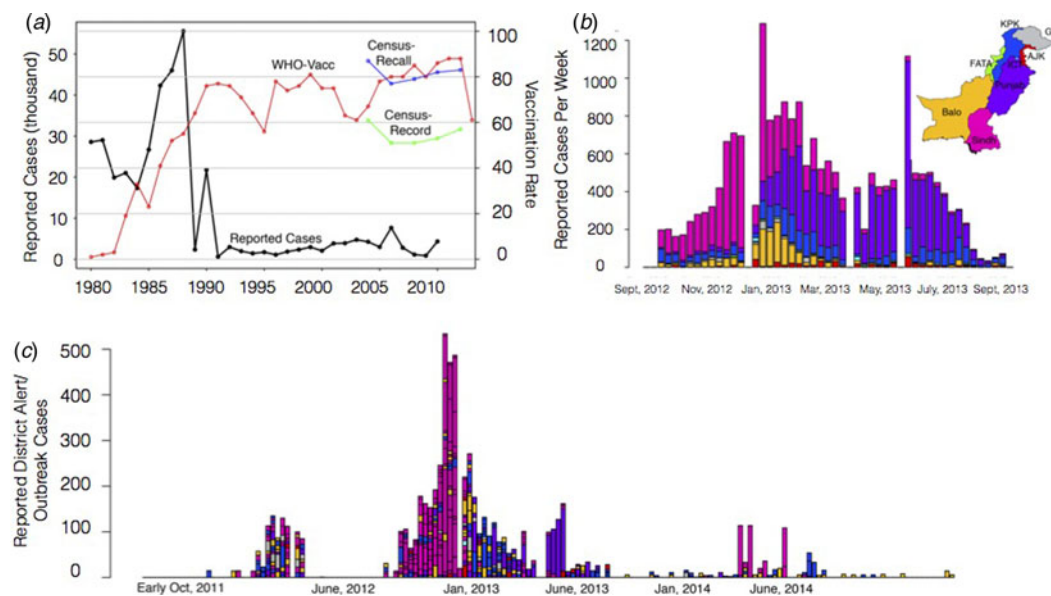 (a)
Reported Cases (thousand)
50
40
30
20
10
0
WHO-Vacc
Census-
Recall
Census-
Record
Reported Cases
100
80
60
40
20
0
Vaccination Rate
1980 1985 1990 1995 2000 2005 2010
(b)
Reported Cases Per Week
1200
1000
800
600
400
200
0
KPK
G
AJK
FATA
Punjab
Balo
Sindh
Sept, 2012 Nov, 2012 Jan, 2013 Mar, 2013 May, 2013 July, 2013 Sept, 2013
(c)
Reported District Alert/
Outbreak Cases
500
400
300
200
100
0
Early Oct, 2011 June, 2012 Jan, 2013 June, 2013 Jan, 2014 June, 2014